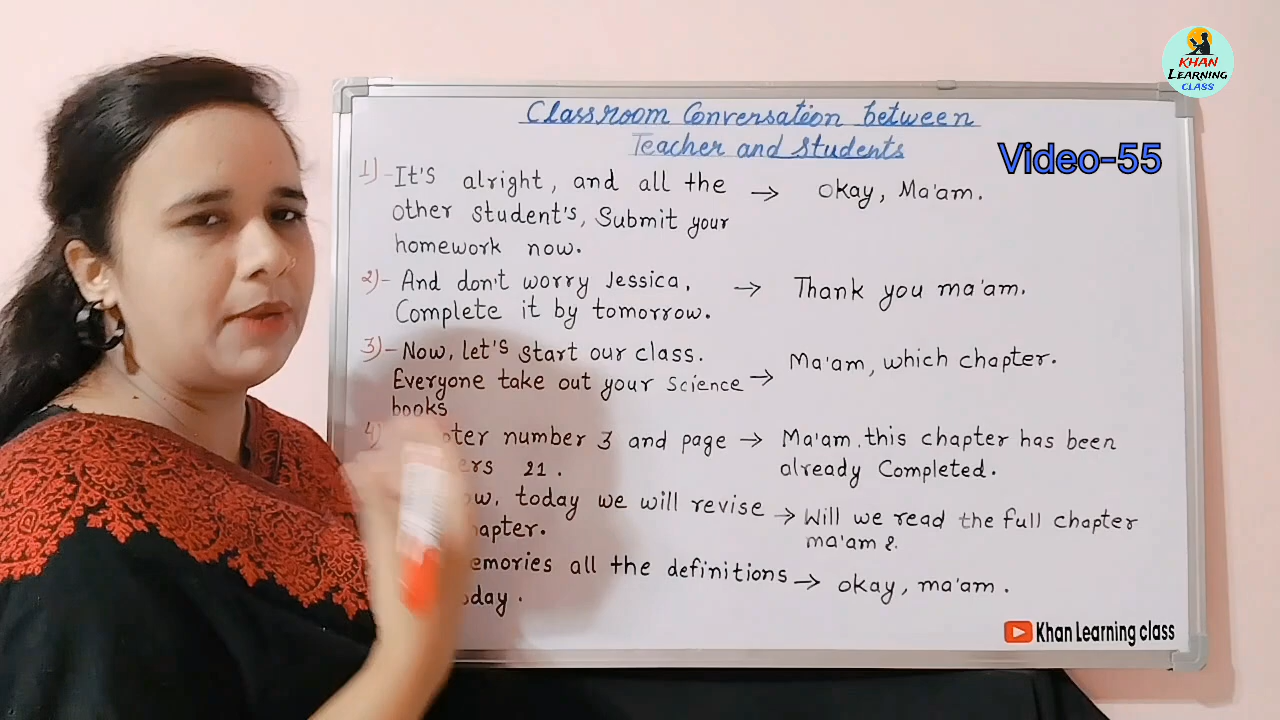 KHAN
LEARNING
CLASS
Classroom Conversation between
Teacher and Students
Video-55
1) - It's alright, and all the → okay, Ma'am.
other student's, Submit your
homework now.
2) - And don't worry Jessica, → Thank you ma'am.
Complete it by tomorrow.
3) - Now, let's start our class. → Ma'am, which chapter.
Everyone take out your science
books
4) number 3 and page → Ma'am, this chapter has been
21. already Completed.
today we will revise → Will we read the full chapter
ma'am?
all the definitions → okay, ma'am.
Khan Learning class